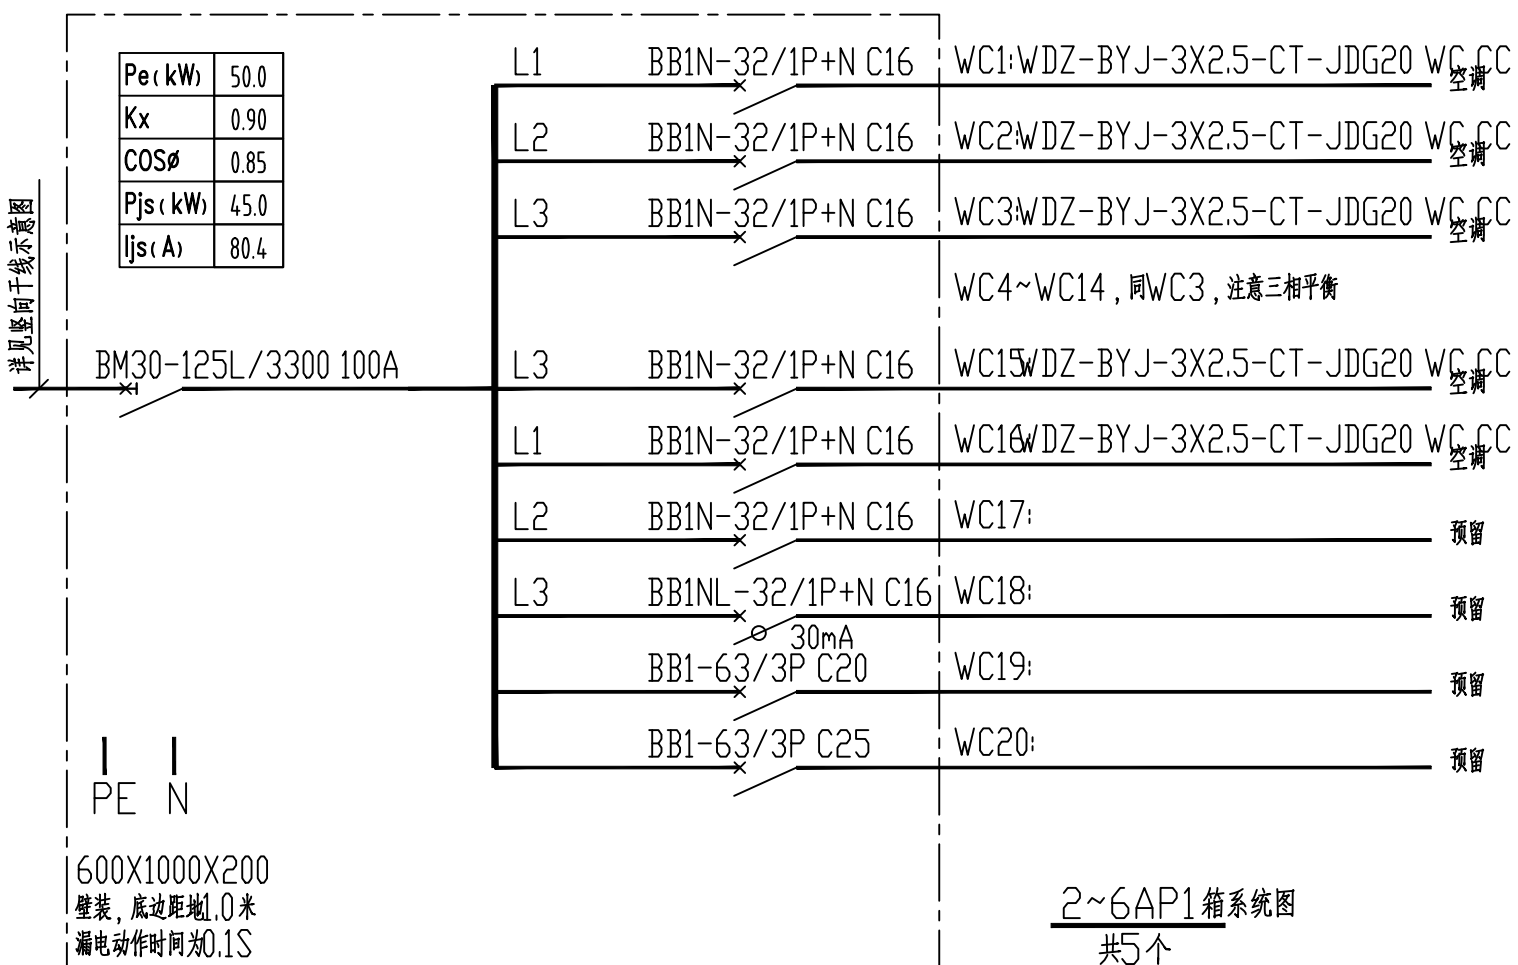 Pe(kW) 50.0
Kx 0.90
COSø 0.85
Pjs(kW) 45.0
Ijs(A) 80.4
详见竖向干线示意图
BM30-125L/3300 100A
L1 BB1N-32/1P+N C16 WC1:WDZ-BYJ-3X2.5-CT-JDG20 WC CC 空调
L2 BB1N-32/1P+N C16 WC2:WDZ-BYJ-3X2.5-CT-JDG20 WC CC 空调
L3 BB1N-32/1P+N C16 WC3:WDZ-BYJ-3X2.5-CT-JDG20 WC CC 空调
WC4~WC14,同WC3,注意三相平衡
L3 BB1N-32/1P+N C16 WC15:WDZ-BYJ-3X2.5-CT-JDG20 WC CC 空调
L1 BB1N-32/1P+N C16 WC16:WDZ-BYJ-3X2.5-CT-JDG20 WC CC 空调
L2 BB1N-32/1P+N C16 WC17: 预留
L3 BB1NL-32/1P+N C16 WC18: 预留
30mA
BB1-63/3P C20 WC19: 预留
BB1-63/3P C25 WC20: 预留
PE N
600X1000X200
壁装,底边距地1.0米
漏电动作时间为0.1S
2~6AP1箱系统图
共5个